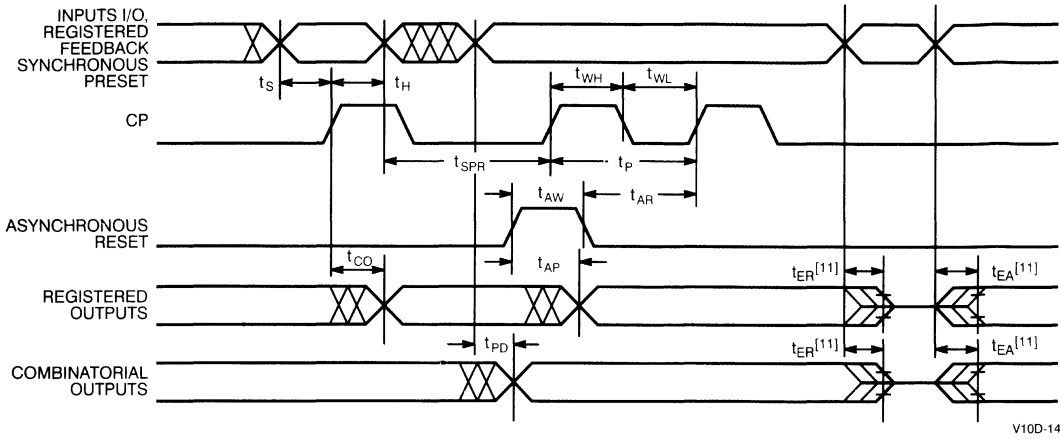 INPUTS I/O,
REGISTERED
FEEDBACK
SYNCHRONOUS
PRESET
tS
tH
tWH
tWL
CP
tSPR
tP
tAW
tAR
ASYNCHRONOUS
RESET
tCO
tAP
tER[11]
tEA[11]
REGISTERED
OUTPUTS
tPD
tER[11]
tEA[11]
COMBINATORIAL
OUTPUTS
V10D-14